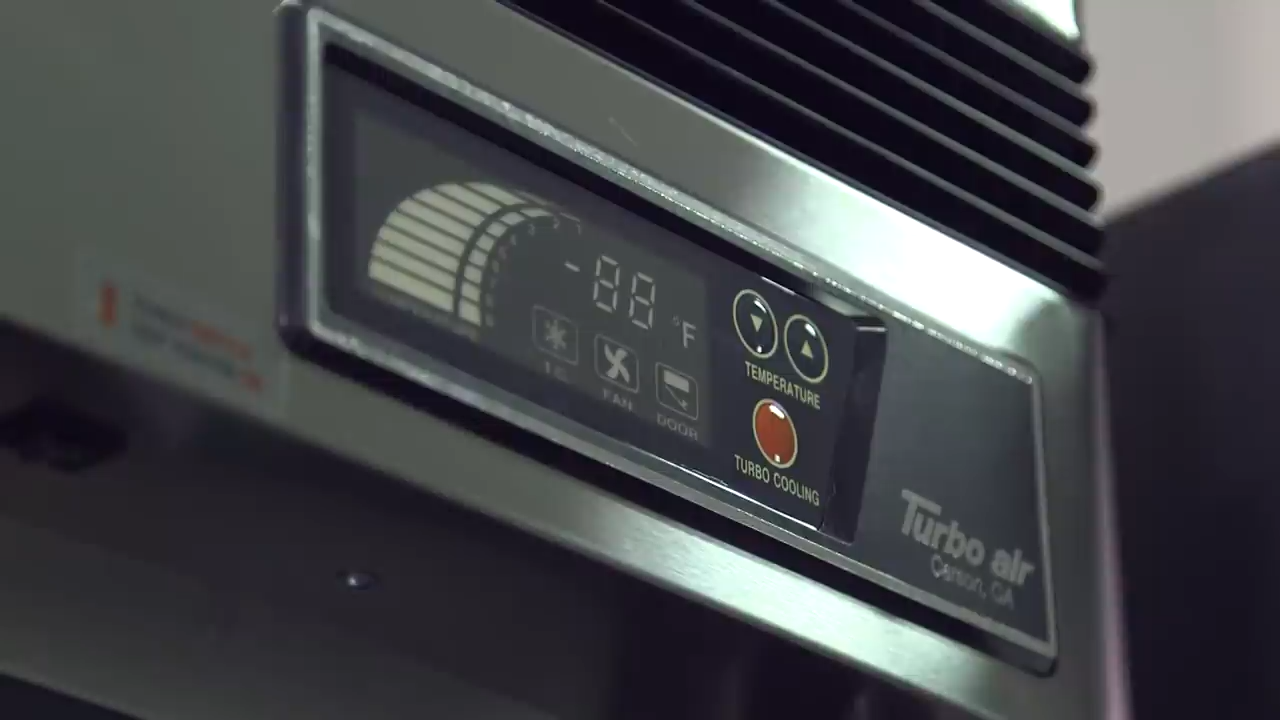 -88 °F
FAN
DOOR
TEMPERATURE
TURBO COOLING
Turbo air
Carson, CA